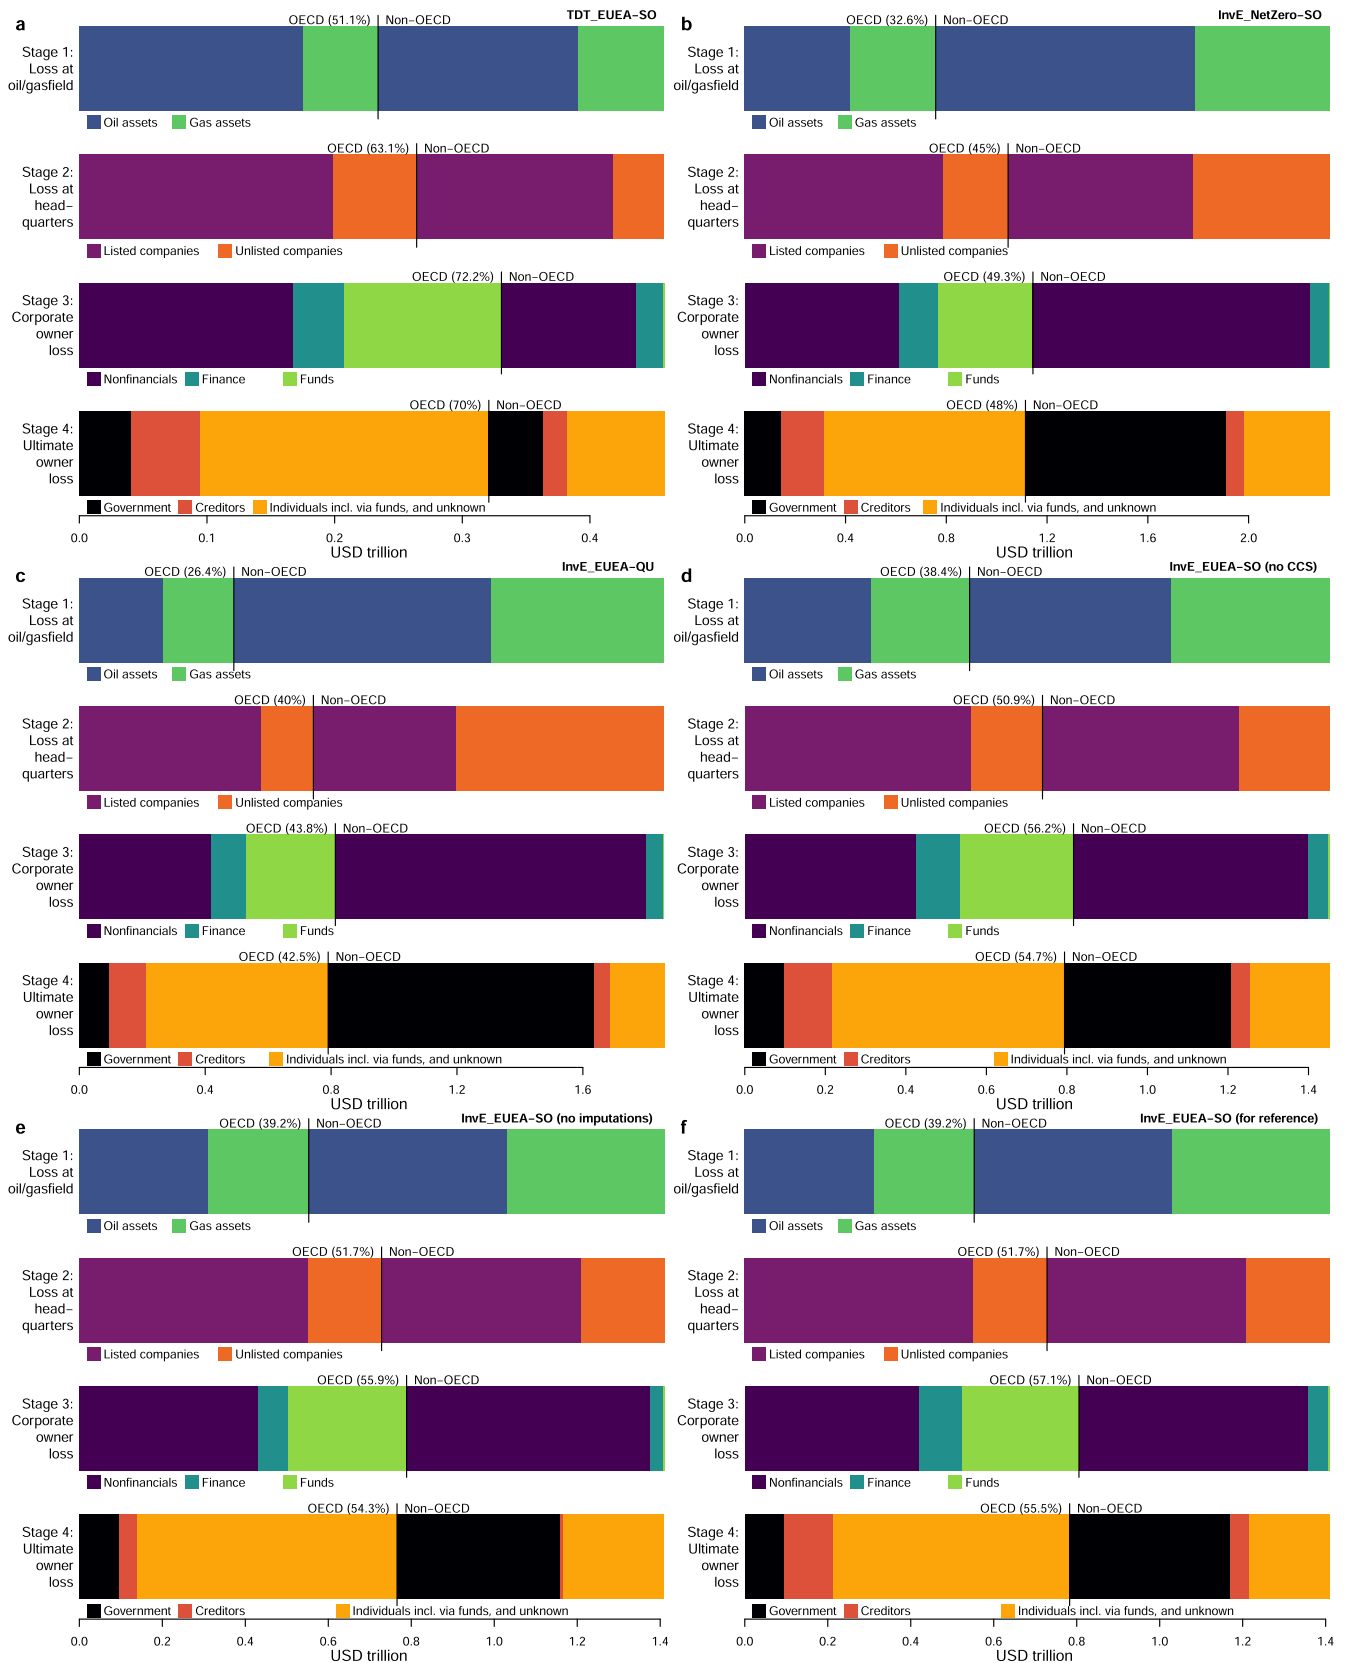 a
TDT_EUEA−SO
OECD (51.1%) Non−OECD
Stage 1:
Loss at
oil/gasfield
Oil assets Gas assets
OECD (63.1%) Non−OECD
Stage 2:
Loss at
head−
quarters
Listed companies Unlisted companies
OECD (72.2%) Non−OECD
Stage 3:
Corporate
owner
loss
Nonfinancials Finance Funds
OECD (70%) Non−OECD
Stage 4:
Ultimate
owner
loss
Government Creditors Individuals incl. via funds, and unknown
0.0 0.1 0.2 0.3 0.4
USD trillion
b
InvE_NetZero−SO
OECD (32.6%) Non−OECD
Stage 1:
Loss at
oil/gasfield
Oil assets Gas assets
OECD (45%) Non−OECD
Stage 2:
Loss at
head−
quarters
Listed companies Unlisted companies
OECD (49.3%) Non−OECD
Stage 3:
Corporate
owner
loss
Nonfinancials Finance Funds
OECD (48%) Non−OECD
Stage 4:
Ultimate
owner
loss
Government Creditors Individuals incl. via funds, and unknown
0.0 0.4 0.8 1.2 1.6 2.0
USD trillion
c
InvE_EUEA−QU
OECD (26.4%) Non−OECD
Stage 1:
Loss at
oil/gasfield
Oil assets Gas assets
OECD (40%) Non−OECD
Stage 2:
Loss at
head−
quarters
Listed companies Unlisted companies
OECD (43.8%) Non−OECD
Stage 3:
Corporate
owner
loss
Nonfinancials Finance Funds
OECD (42.5%) Non−OECD
Stage 4:
Ultimate
owner
loss
Government Creditors Individuals incl. via funds, and unknown
0.0 0.4 0.8 1.2 1.6
USD trillion
d
InvE_EUEA−SO (no CCS)
OECD (38.4%) Non−OECD
Stage 1:
Loss at
oil/gasfield
Oil assets Gas assets
OECD (50.9%) Non−OECD
Stage 2:
Loss at
head−
quarters
Listed companies Unlisted companies
OECD (56.2%) Non−OECD
Stage 3:
Corporate
owner
loss
Nonfinancials Finance Funds
OECD (54.7%) Non−OECD
Stage 4:
Ultimate
owner
loss
Government Creditors Individuals incl. via funds, and unknown
0.0 0.2 0.4 0.6 0.8 1.0 1.2 1.4
USD trillion
e
InvE_EUEA−SO (no imputations)
OECD (39.2%) Non−OECD
Stage 1:
Loss at
oil/gasfield
Oil assets Gas assets
OECD (51.7%) Non−OECD
Stage 2:
Loss at
head−
quarters
Listed companies Unlisted companies
OECD (55.9%) Non−OECD
Stage 3:
Corporate
owner
loss
Nonfinancials Finance Funds
OECD (54.3%) Non−OECD
Stage 4:
Ultimate
owner
loss
Government Creditors Individuals incl. via funds, and unknown
0.0 0.2 0.4 0.6 0.8 1.0 1.2 1.4
USD trillion
f
InvE_EUEA−SO (for reference)
OECD (39.2%) Non−OECD
Stage 1:
Loss at
oil/gasfield
Oil assets Gas assets
OECD (51.7%) Non−OECD
Stage 2:
Loss at
head−
quarters
Listed companies Unlisted companies
OECD (57.1%) Non−OECD
Stage 3:
Corporate
owner
loss
Nonfinancials Finance Funds
OECD (55.5%) Non−OECD
Stage 4:
Ultimate
owner
loss
Government Creditors Individuals incl. via funds, and unknown
0.0 0.2 0.4 0.6 0.8 1.0 1.2 1.4
USD trillion